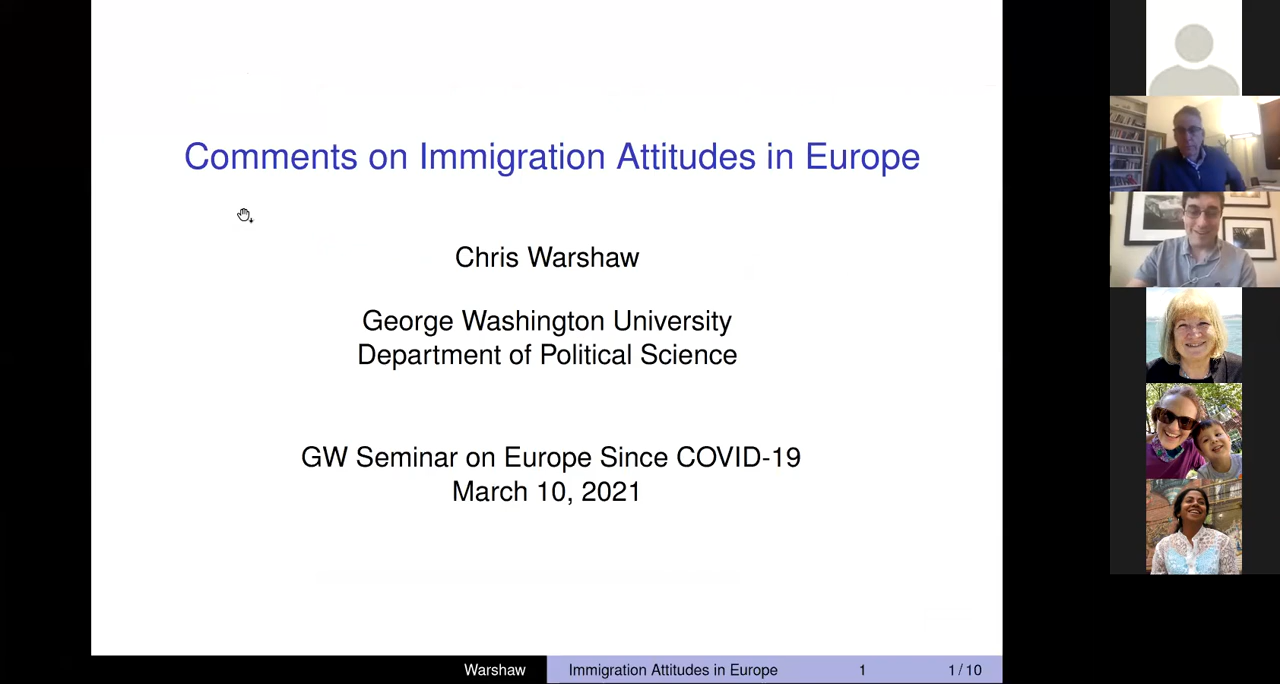 Comments on Immigration Attitudes in Europe
Chris Warshaw
George Washington University
Department of Political Science
GW Seminar on Europe Since COVID-19
March 10, 2021
Warshaw
Immigration Attitudes in Europe
1
1 / 10